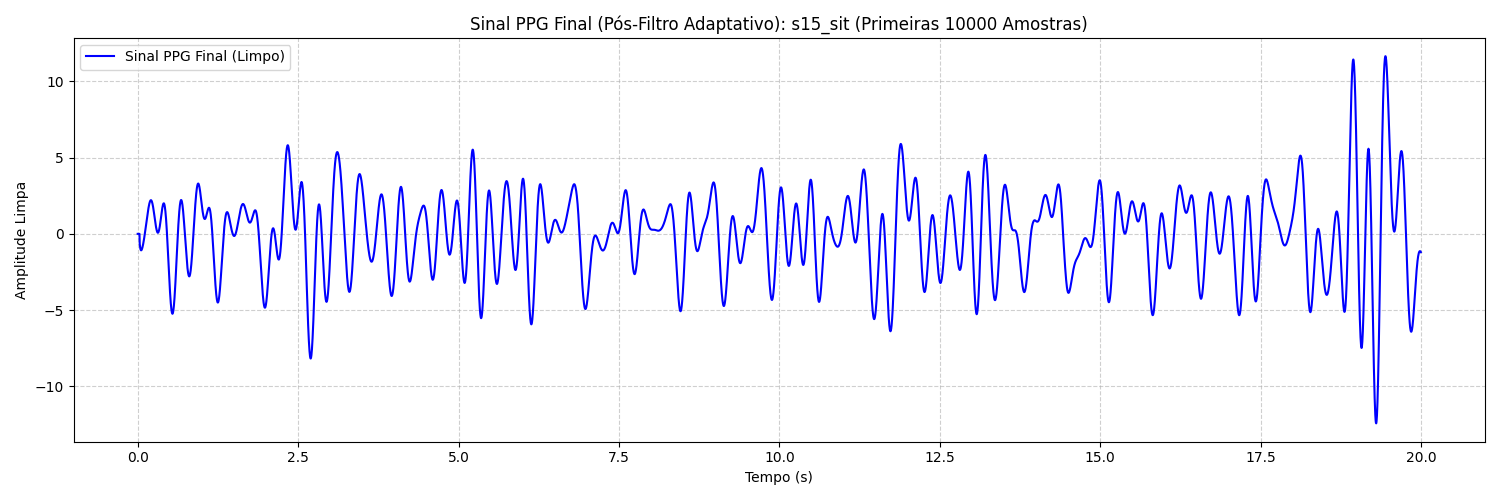 Sinal PPG Final (Pós-Filtro Adaptativo): s15_sit (Primeiras 10000 Amostras)
Sinal PPG Final (Limpo)
Amplitude Limpa
10
5
0
−5
−10
0.0 2.5 5.0 7.5 10.0 12.5 15.0 17.5 20.0
Tempo (s)